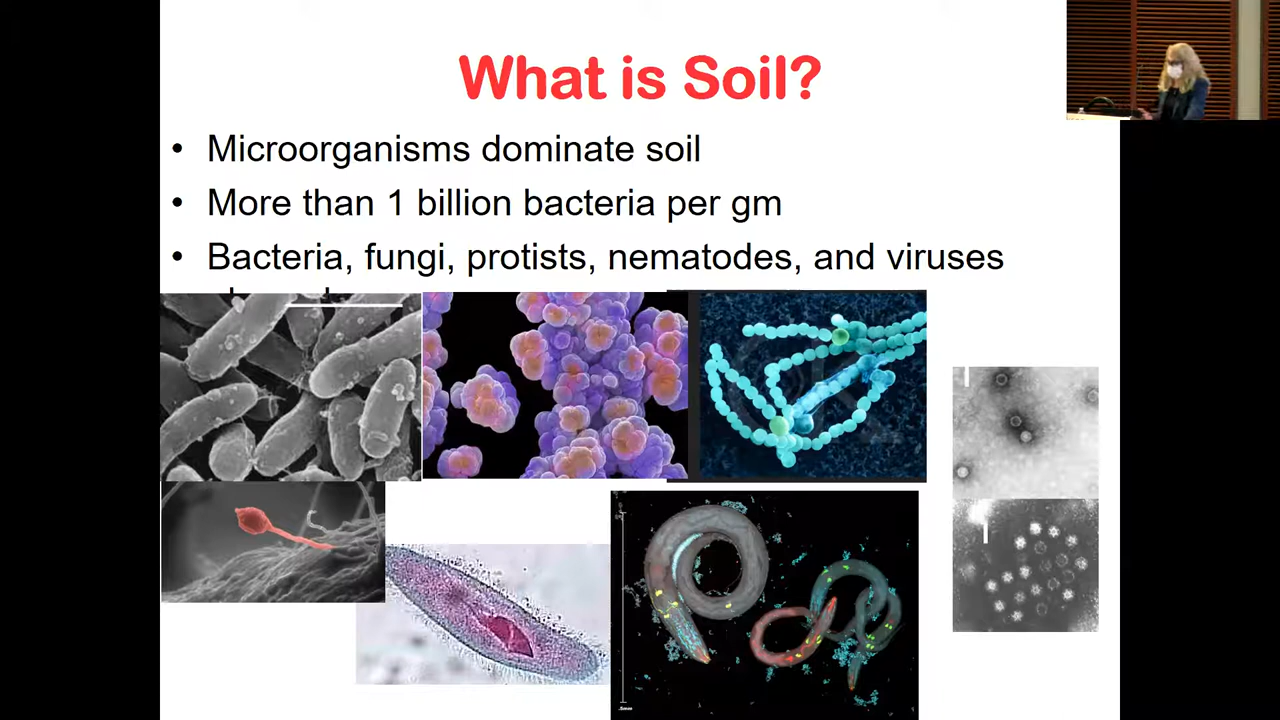 What is Soil?
• Microorganisms dominate soil
• More than 1 billion bacteria per gm
• Bacteria, fungi, protists, nematodes, and viruses